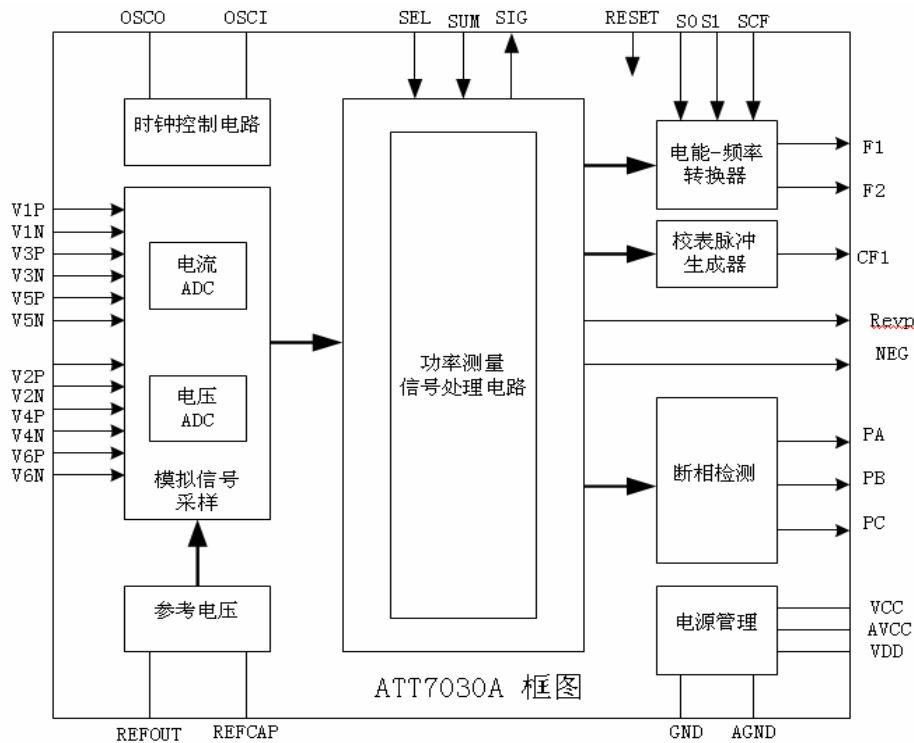 OSCO OSCI SEL SUM SIG RESET S0 S1 SCF
时钟控制电路
V1P
V1N
V3P
V3N
V5P
V5N
V2P
V2N
V4P
V4N
V6P
V6N
电流
ADC
电压
ADC
模拟信号
采样
参考电压
REFOUT REFCAP
功率测量
信号处理电路
电能-频率
转换器
F1
F2
校表脉冲
生成器
CF1
Revp
NEG
断相检测
PA
PB
PC
电源管理
VCC
AVCC
VDD
GND AGND
ATT7030A 框图